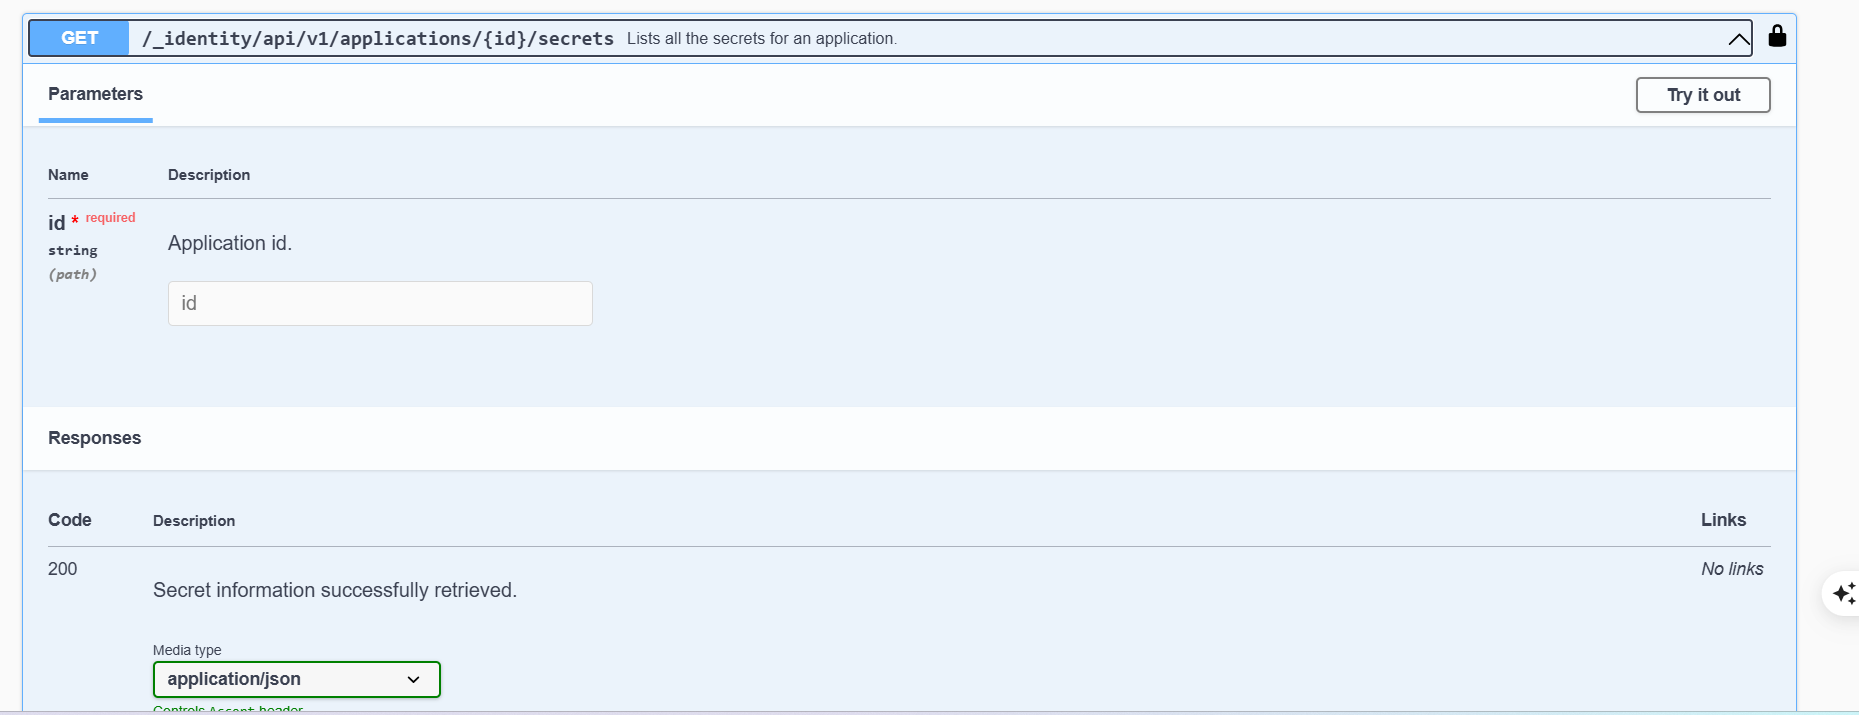 GET /_identity/api/v1/applications/{id}/secrets Lists all the secrets for an application.
Parameters
Try it out
Name Description
id * required
string
(path)
Application id.
id
Responses
Code Description Links
200
Secret information successfully retrieved.
No links
Media type
application/json
Controls Accept header